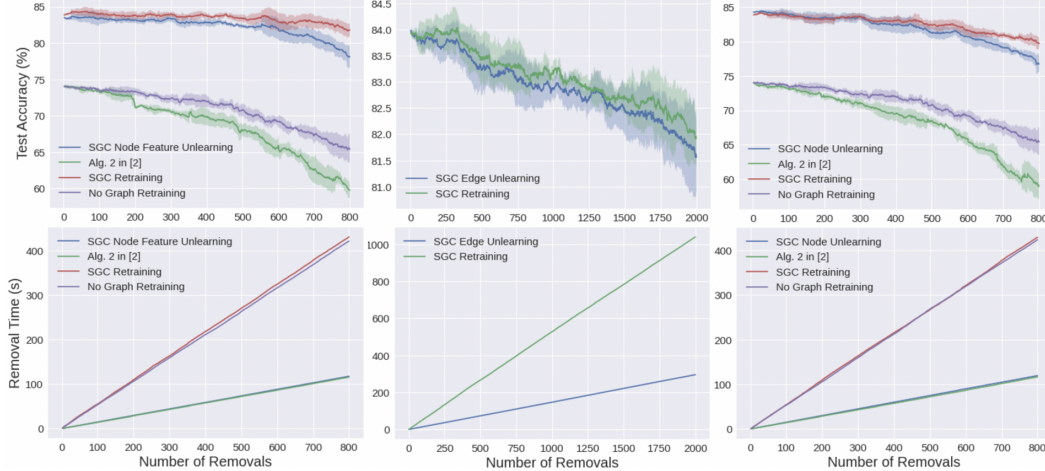 Test Accuracy (%)
85
80
75
70
65
60
SGC Node Feature Unlearning
Alg. 2 in [2]
SGC Retraining
No Graph Retraining
0 100 200 300 400 500 600 700 800
84.5
84.0
83.5
83.0
82.5
82.0
81.5
81.0
SGC Edge Unlearning
SGC Retraining
0 250 500 750 1000 1250 1500 1750 2000
85
80
75
70
65
60
SGC Node Unlearning
Alg. 2 in [2]
SGC Retraining
No Graph Retraining
0 100 200 300 400 500 600 700 800
Removal Time (s)
400
300
200
100
0
SGC Node Feature Unlearning
Alg. 2 in [2]
SGC Retraining
No Graph Retraining
0 100 200 300 400 500 600 700 800
Number of Removals
1000
800
600
400
200
0
SGC Edge Unlearning
SGC Retraining
0 250 500 750 1000 1250 1500 1750 2000
Number of Removals
400
300
200
100
0
SGC Node Unlearning
Alg. 2 in [2]
SGC Retraining
No Graph Retraining
0 100 200 300 400 500 600 700 800
Number of Removals